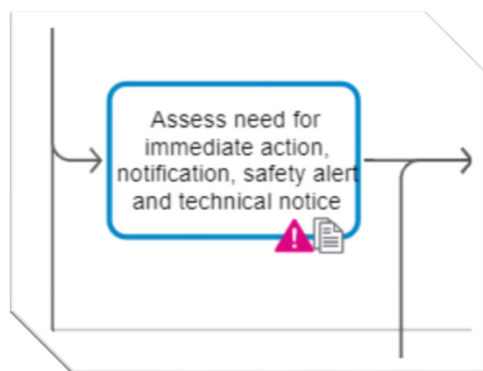 Assess need for
immediate action,
notification, safety alert
and technical notice